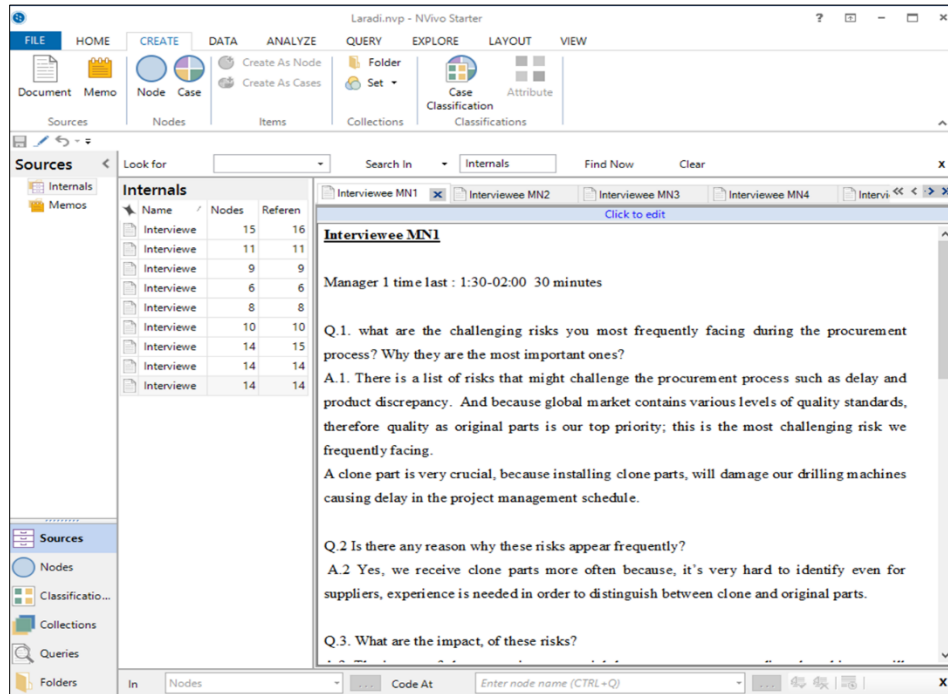 Laradi.nvp - NVivo Starter
FILE HOME CREATE DATA ANALYZE QUERY EXPLORE LAYOUT VIEW
Document Memo Node Case Create As Node Create As Cases Folder Set Case Classification Attribute
Sources Nodes Items Collections Classifications
Sources
Look for Search In Internals Find Now Clear x
Internals
Memos
Internals
Name Nodes Referen
Interviewe 15 16
Interviewe 11 11
Interviewe 9 9
Interviewe 6 6
Interviewe 8 8
Interviewe 10 10
Interviewe 14 15
Interviewe 14 14
Interviewe 14 14
Interviewee MN1 Interviewee MN2 Interviewee MN3 Interviewee MN4 Intervi
Click to edit
Interviewee MN1
Manager 1 time last : 1:30-02:00 30 minutes
Q.1. what are the challenging risks you most frequently facing during the procurement
process? Why they are the most important ones?
A.1. There is a list of risks that might challenge the procurement process such as delay and
product discrepancy. And because global market contains various levels of quality standards,
therefore quality as original parts is our top priority; this is the most challenging risk we
frequently facing.
A clone part is very crucial, because installing clone parts, will damage our drilling machines
causing delay in the project management schedule.
Q.2 Is there any reason why these risks appear frequently?
A.2 Yes, we receive clone parts more often because, it's very hard to identify even for
suppliers, experience is needed in order to distinguish between clone and original parts.
Q.3. What are the impact, of these risks?
Sources
Nodes
Classificatio...
Collections
Queries
Folders
In Nodes ... Code At Enter node name (CTRL+Q) ... x